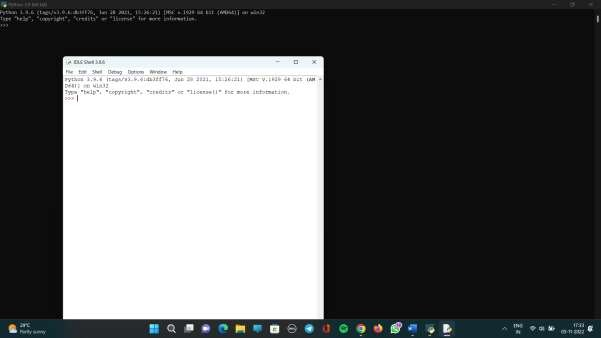 Python 3.9.6 (64-bit)
Python 3.9.6 (tags/v3.9.6:db3ff76, Jun 28 2021, 15:26:21) [MSC v.1929 64 bit (AMD64)] on win32
Type "help", "copyright", "credits" or "license" for more information.
>>>
IDLE Shell 3.9.6
File Edit Shell Debug Options Window Help
Python 3.9.6 (tags/v3.9.6:db3ff76, Jun 28 2021, 15:26:21) [MSC v.1929 64 bit (AM
D64)] on win32
Type "help", "copyright", "credits" or "license()" for more information.
>>>
28°C
Partly sunny
ENG
IN
17:33
03-11-2022